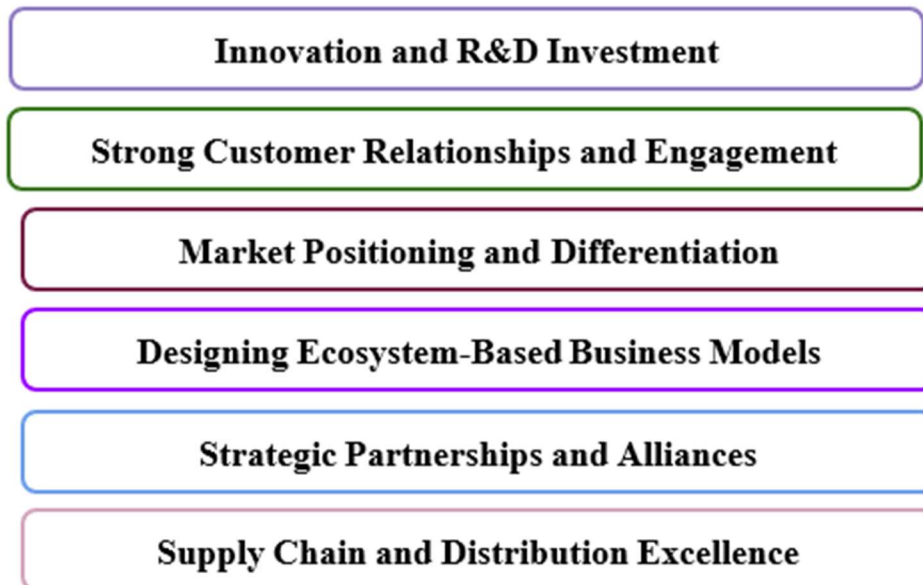 Innovation and R&D Investment
Strong Customer Relationships and Engagement
Market Positioning and Differentiation
Designing Ecosystem-Based Business Models
Strategic Partnerships and Alliances
Supply Chain and Distribution Excellence